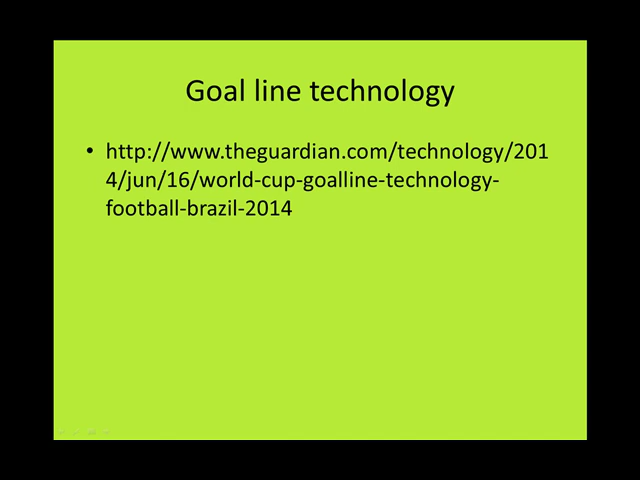 Goal line technology
• http://www.theguardian.com/technology/201
4/jun/16/world-cup-goalline-technology-
football-brazil-2014